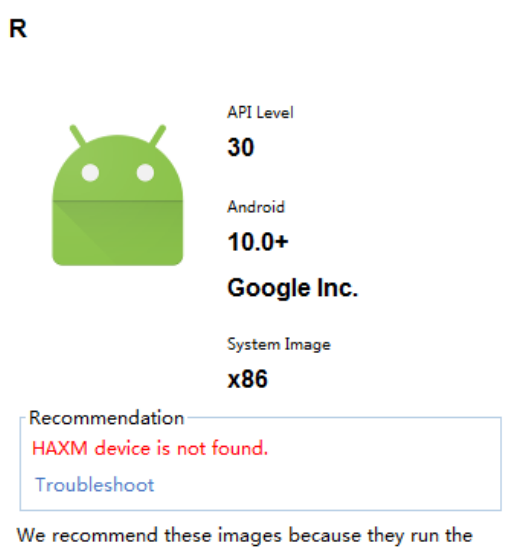 R
API Level
30
Android
10.0+
Google Inc.
System Image
x86
Recommendation
HAXM device is not found.
Troubleshoot
We recommend these images because they run the